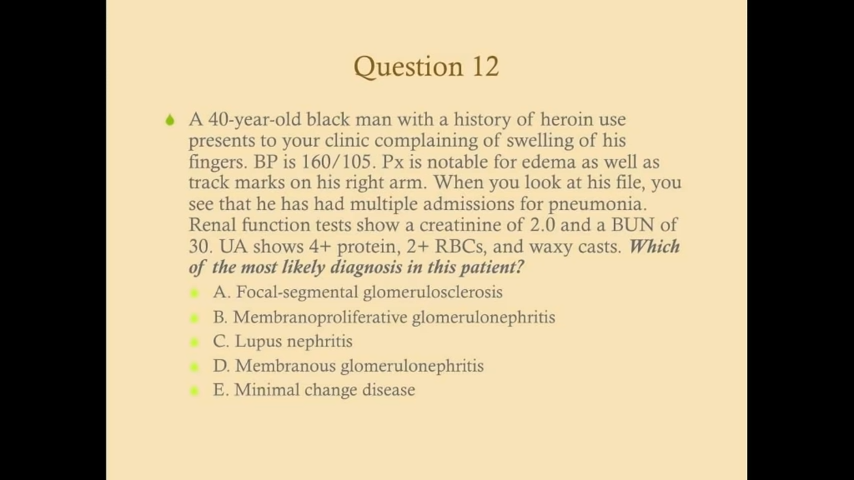 Question 12
A 40-year-old black man with a history of heroin use
presents to your clinic complaining of swelling of his
fingers. BP is 160/105. Px is notable for edema as well as
track marks on his right arm. When you look at his file, you
see that he has had multiple admissions for pneumonia.
Renal function tests show a creatinine of 2.0 and a BUN of
30. UA shows 4+ protein, 2+ RBCs, and waxy casts. Which
of the most likely diagnosis in this patient?
A. Focal-segmental glomerulosclerosis
B. Membranoproliferative glomerulonephritis
C. Lupus nephritis
D. Membranous glomerulonephritis
E. Minimal change disease